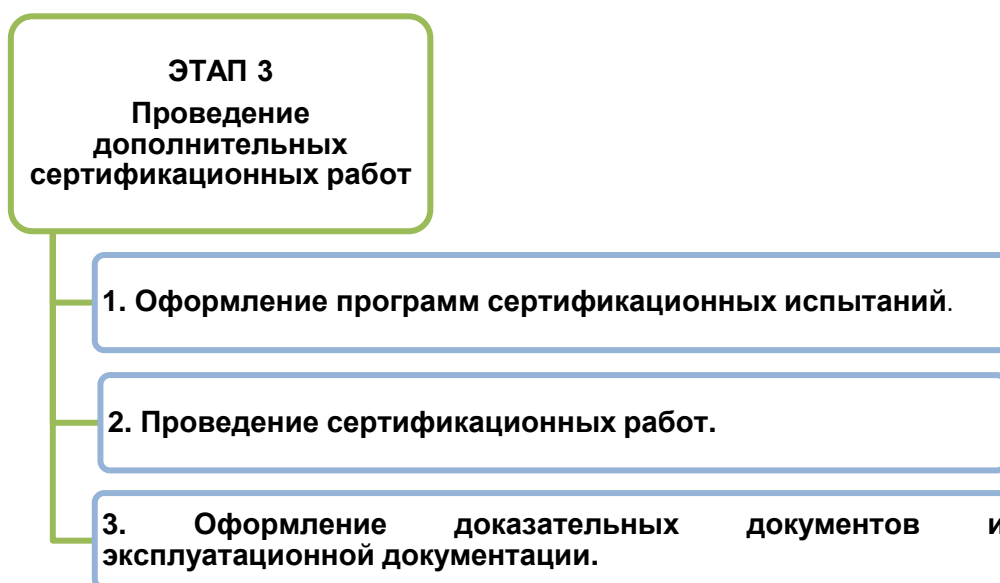 ЭТАП 3
Проведение
дополнительных
сертификационных работ
1. Оформление программ сертификационных испытаний.
2. Проведение сертификационных работ.
3. Оформление доказательных документов и
эксплуатационной документации.